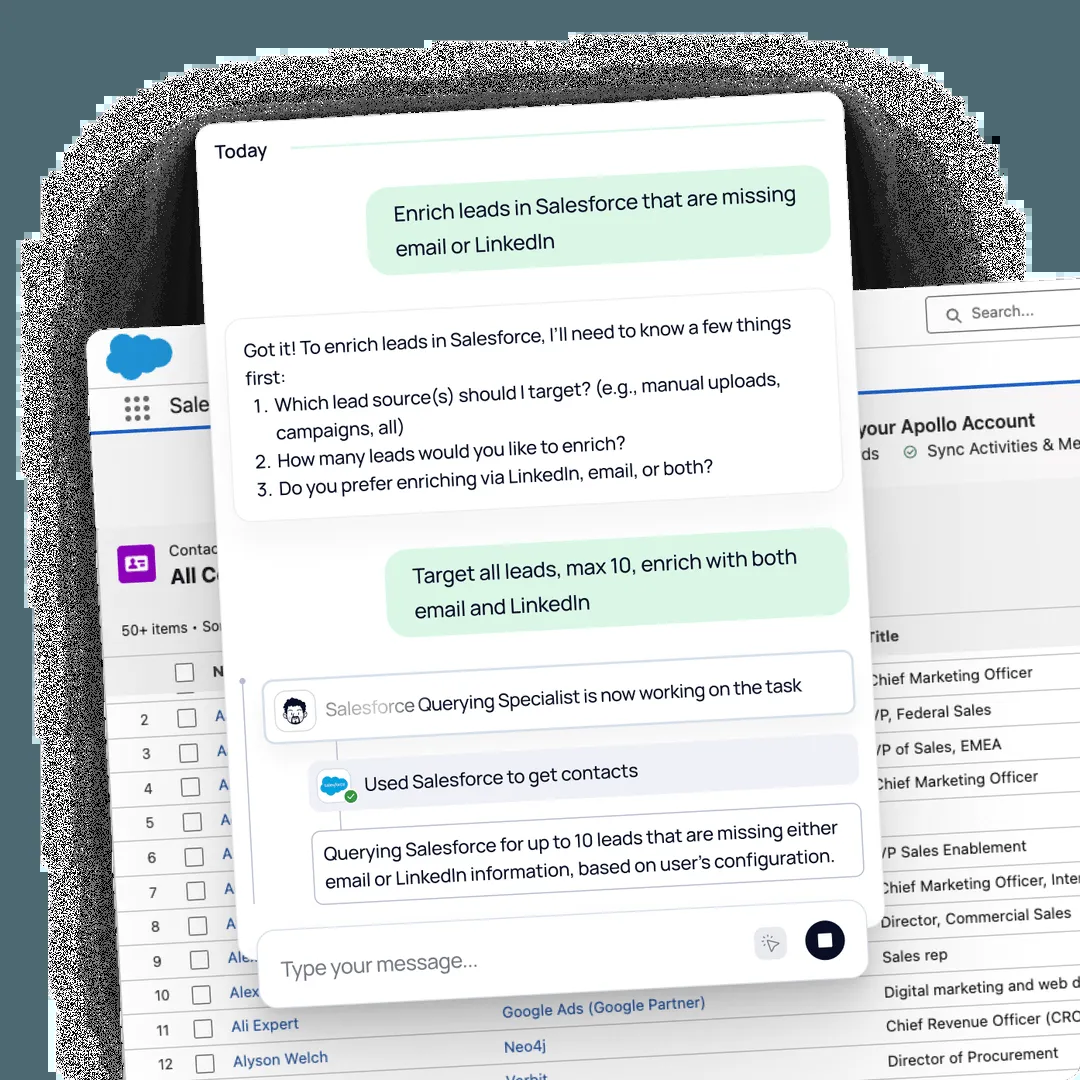 Today
Enrich leads in Salesforce that are missing
email or LinkedIn
Got it! To enrich leads in Salesforce, I'll need to know a few things
first:
1. Which lead source(s) should I target? (e.g., manual uploads,
campaigns, all)
2. How many leads would you like to enrich?
3. Do you prefer enriching via LinkedIn, email, or both?
Target all leads, max 10, enrich with both
email and LinkedIn
Salesforce Querying Specialist is now working on the task
Used Salesforce to get contacts
Querying Salesforce for up to 10 leads that are missing either
email or LinkedIn information, based on user's configuration.
Type your message...
Search...
Sale
your Apollo Account
ds Sync Activities & Me
Contac
All C
50+ items • Sor
N Title
Chief Marketing Officer
2 A VP, Federal Sales
3 A VP of Sales, EMEA
4 A Chief Marketing Officer
5 A
6 A VP Sales Enablement
7 A Chief Marketing Officer, Inter
8 A Director, Commercial Sales
9 Ale Sales rep
10 Alex Google Ads (Google Partner) Digital marketing and web d
11 Ali Expert Neo4j Chief Revenue Officer (CRO
12 Alyson Welch Director of Procurement